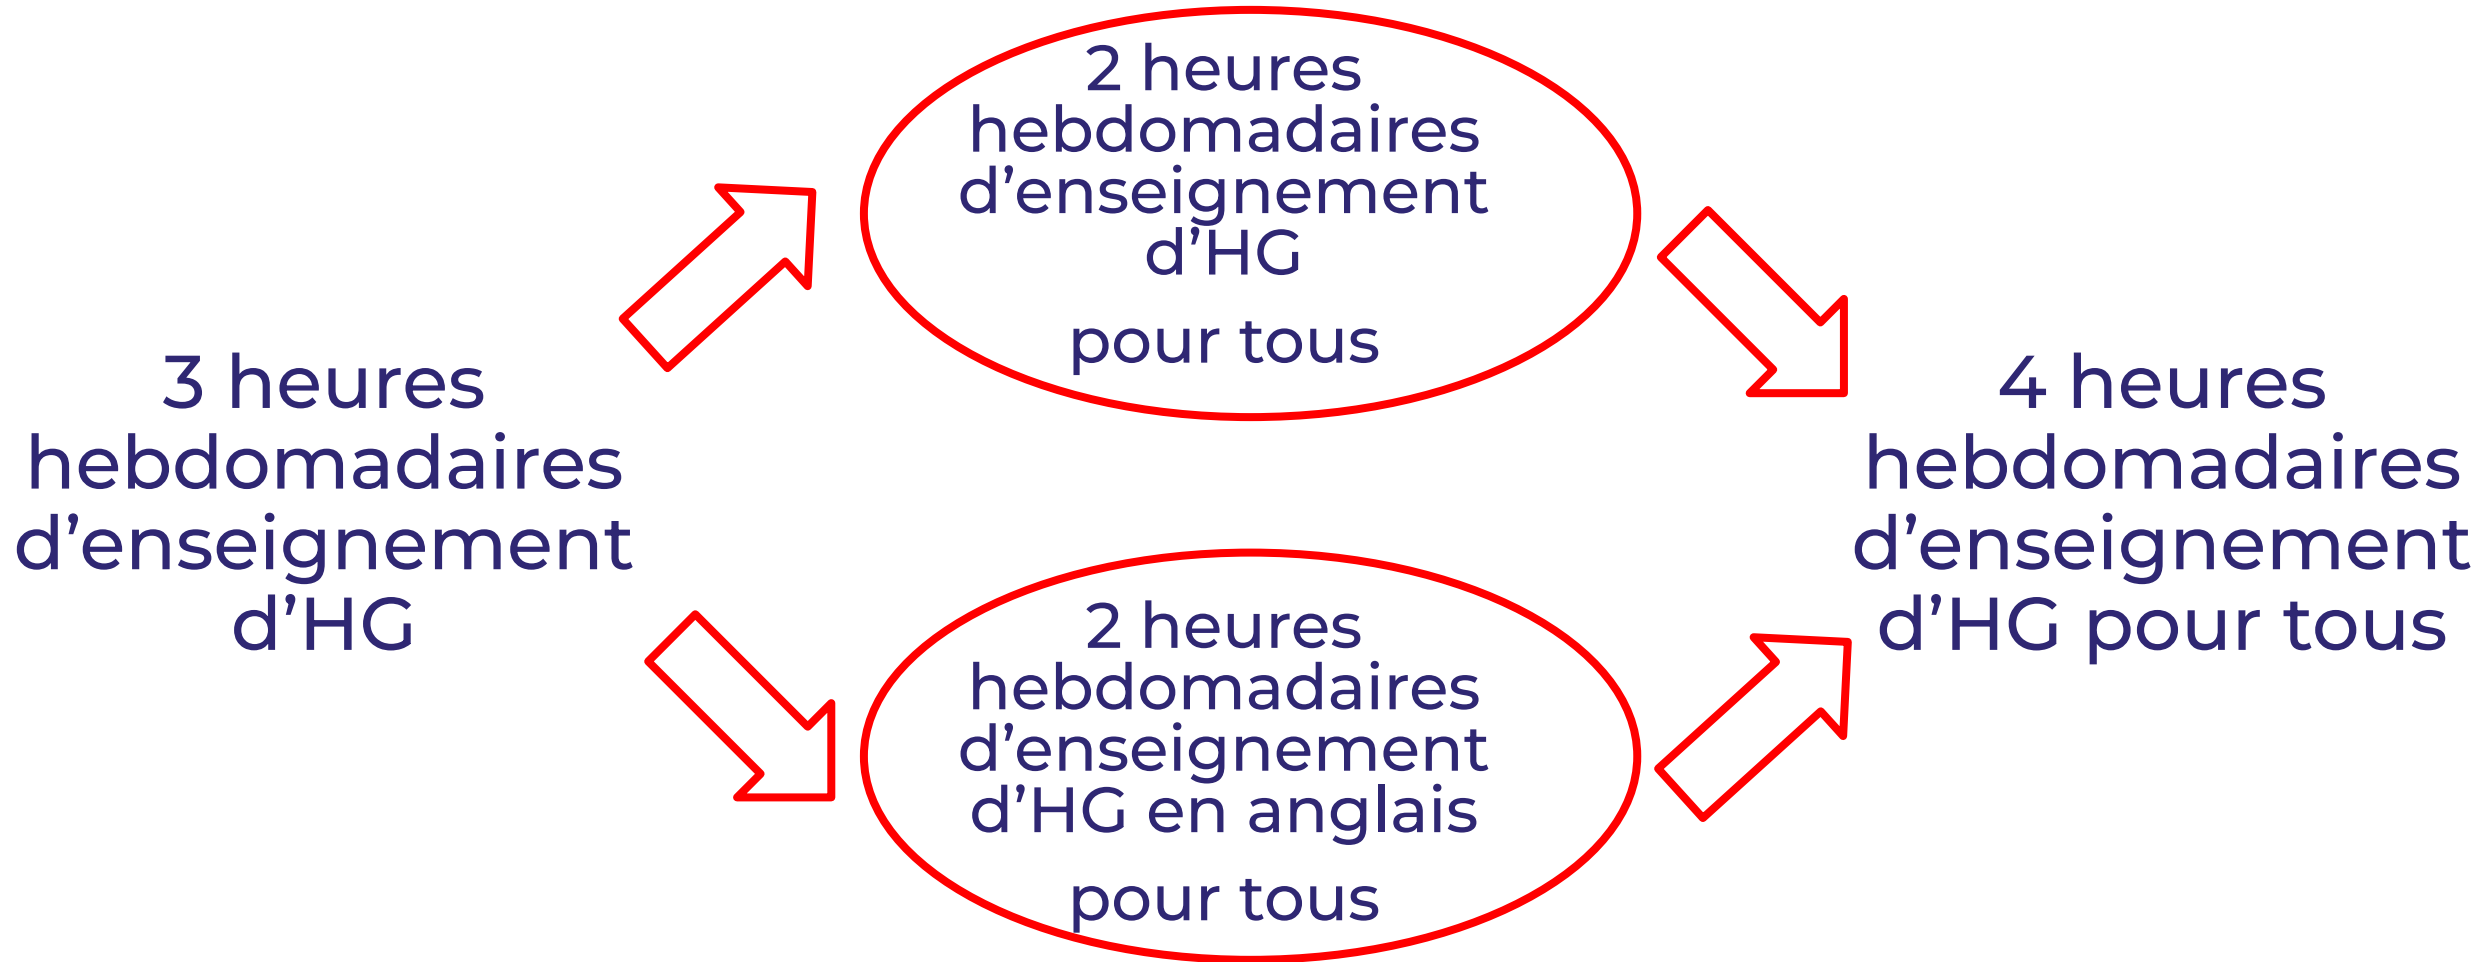 3 heures
hebdomadaires
d’enseignement
d’HG
2 heures
hebdomadaires
d’enseignement
d’HG
pour tous
2 heures
hebdomadaires
d’enseignement
d’HG en anglais
pour tous
4 heures
hebdomadaires
d’enseignement
d’HG pour tous